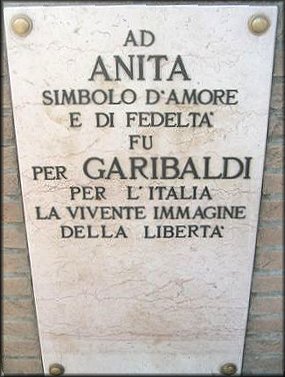 AD
ANITA
SIMBOLO D'AMORE
E DI FEDELTA'
FU
PER GARIBALDI
PER L'ITALIA
LA VIVENTE IMMAGINE
DELLA LIBERTA'